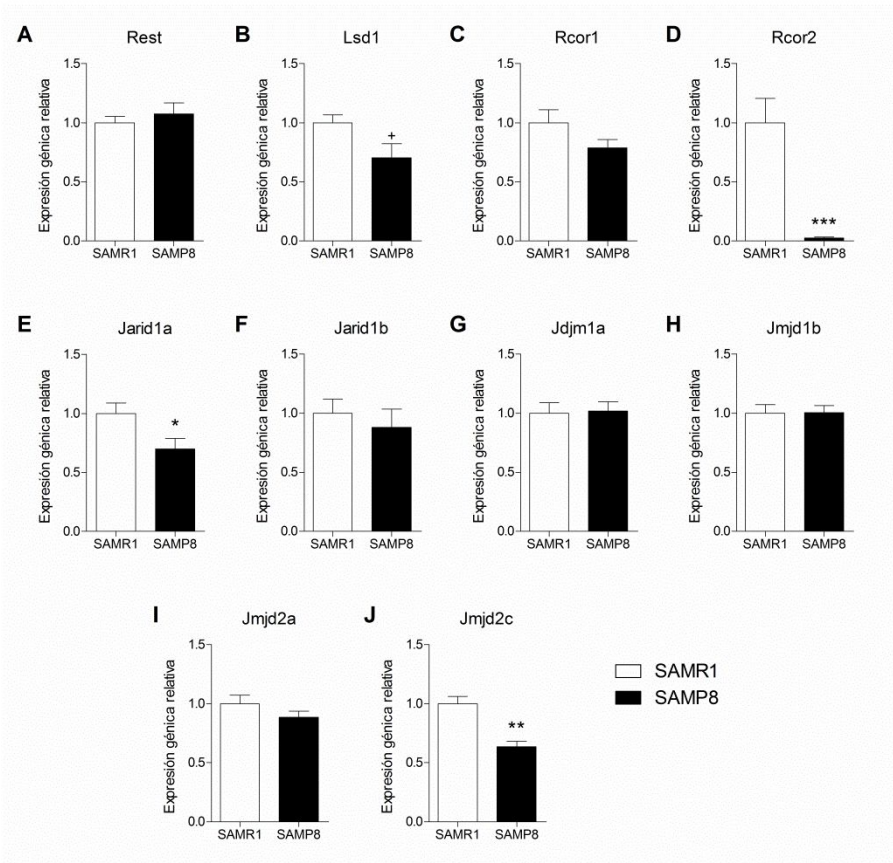 A Rest
Expresión génica relativa
1.5
1.0
0.5
0.0
SAMR1 SAMP8
B Lsd1
Expresión génica relativa
1.5
1.0
0.5
0.0
+
SAMR1 SAMP8
C Rcor1
Expresión génica relativa
1.5
1.0
0.5
0.0
SAMR1 SAMP8
D Rcor2
Expresión génica relativa
1.5
1.0
0.5
0.0
***
SAMR1 SAMP8
E Jarid1a
Expresión génica relativa
1.5
1.0
0.5
0.0
*
SAMR1 SAMP8
F Jarid1b
Expresión génica relativa
1.5
1.0
0.5
0.0
SAMR1 SAMP8
G Jdjm1a
Expresión génica relativa
1.5
1.0
0.5
0.0
SAMR1 SAMP8
H Jmjd1b
Expresión génica relativa
1.5
1.0
0.5
0.0
SAMR1 SAMP8
I Jmjd2a
Expresión génica relativa
1.5
1.0
0.5
0.0
SAMR1 SAMP8
J Jmjd2c
Expresión génica relativa
1.5
1.0
0.5
0.0
**
SAMR1 SAMP8
SAMR1
SAMP8